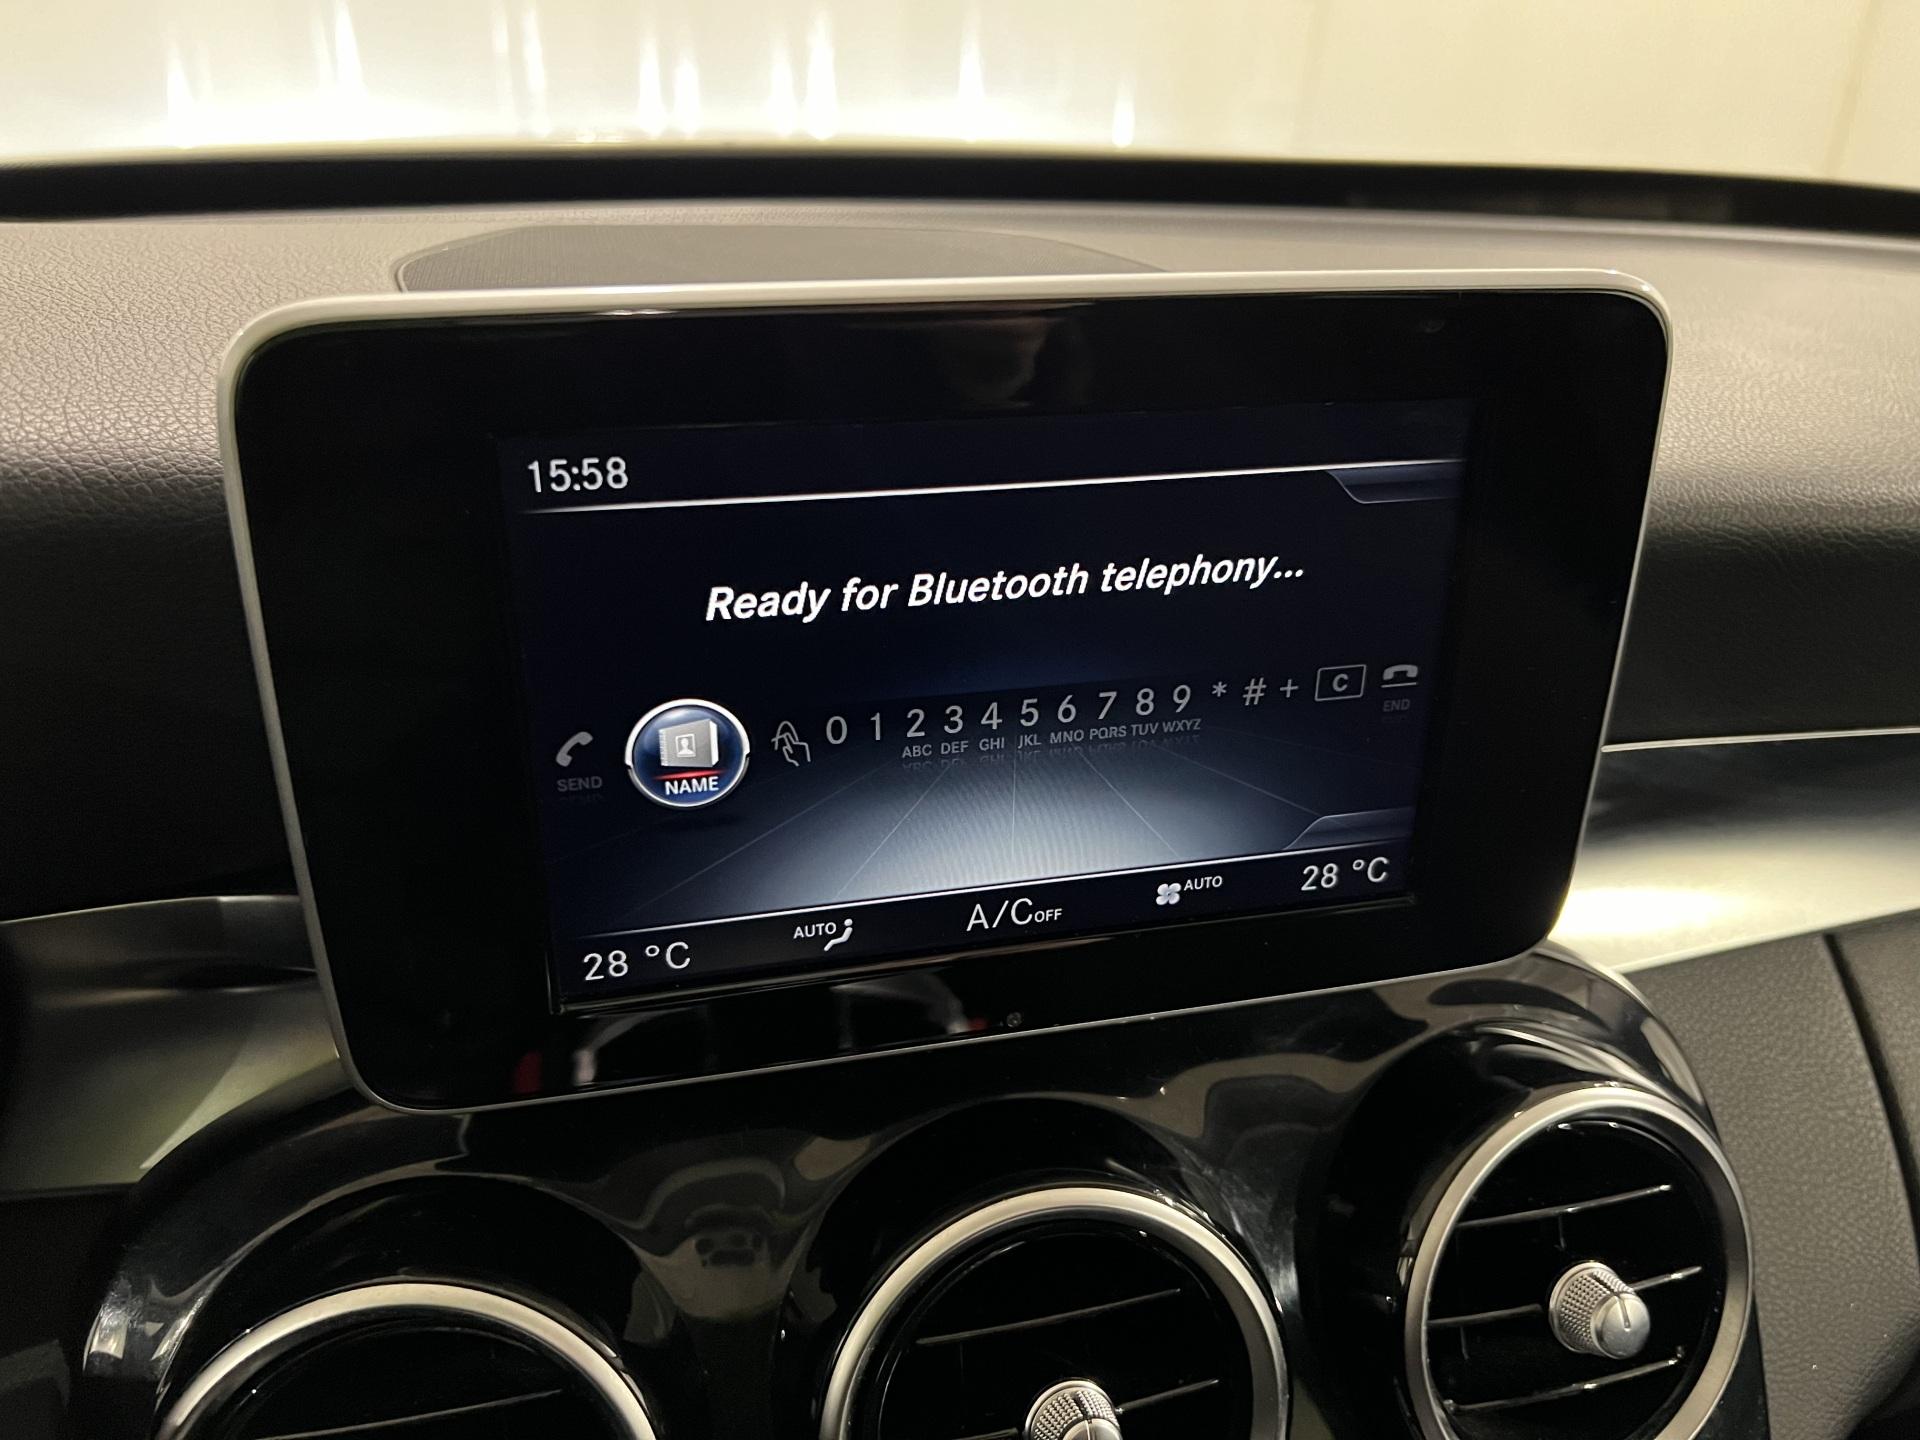 15:58
Ready for Bluetooth telephony...
SEND
NAME
0 1 2 3 4 5 6 7 8 9 * # + C
ABC DEF GHI JKL MNO PQRS TUV WXYZ
END
28 °C
AUTO
A/C OFF
AUTO
28 °C